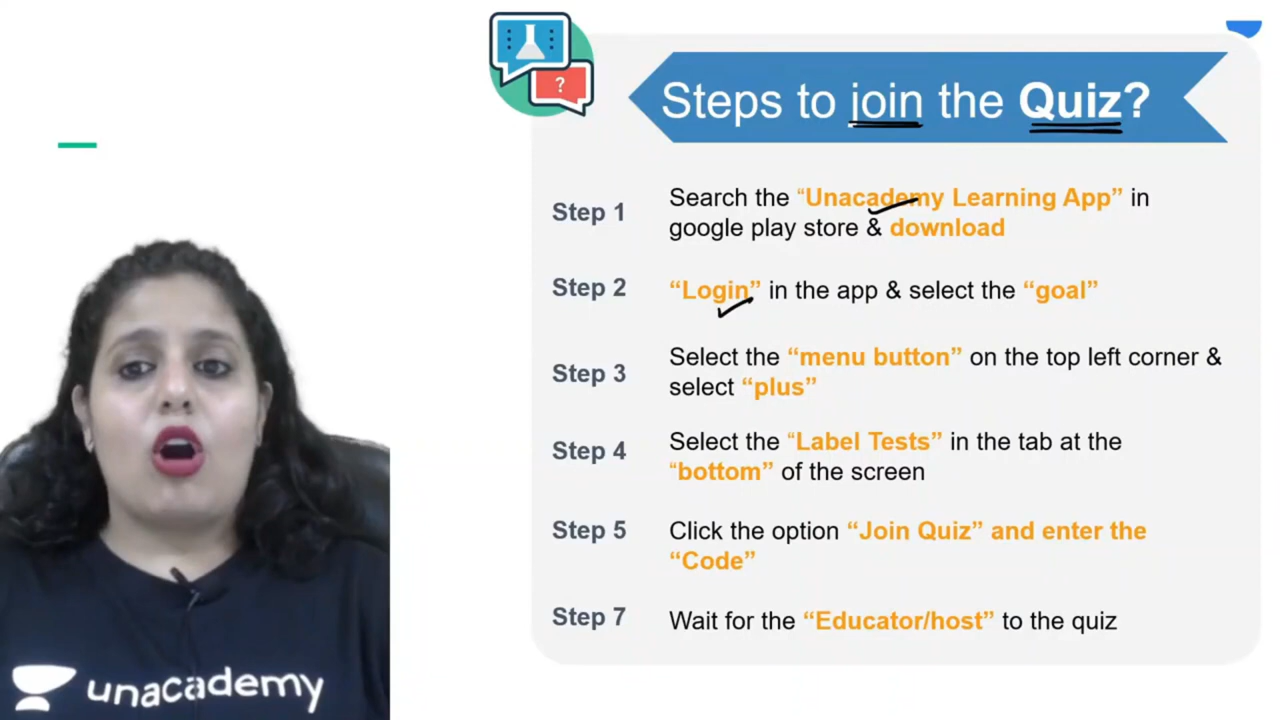 ?
Steps to join the Quiz?
Step 1
Search the “Unacademy Learning App” in
google play store & download
Step 2
“Login” in the app & select the “goal”
Step 3
Select the “menu button” on the top left corner &
select “plus”
Step 4
Select the “Label Tests” in the tab at the
“bottom” of the screen
Step 5
Click the option “Join Quiz” and enter the
“Code”
Step 7
Wait for the “Educator/host” to the quiz
unacademy